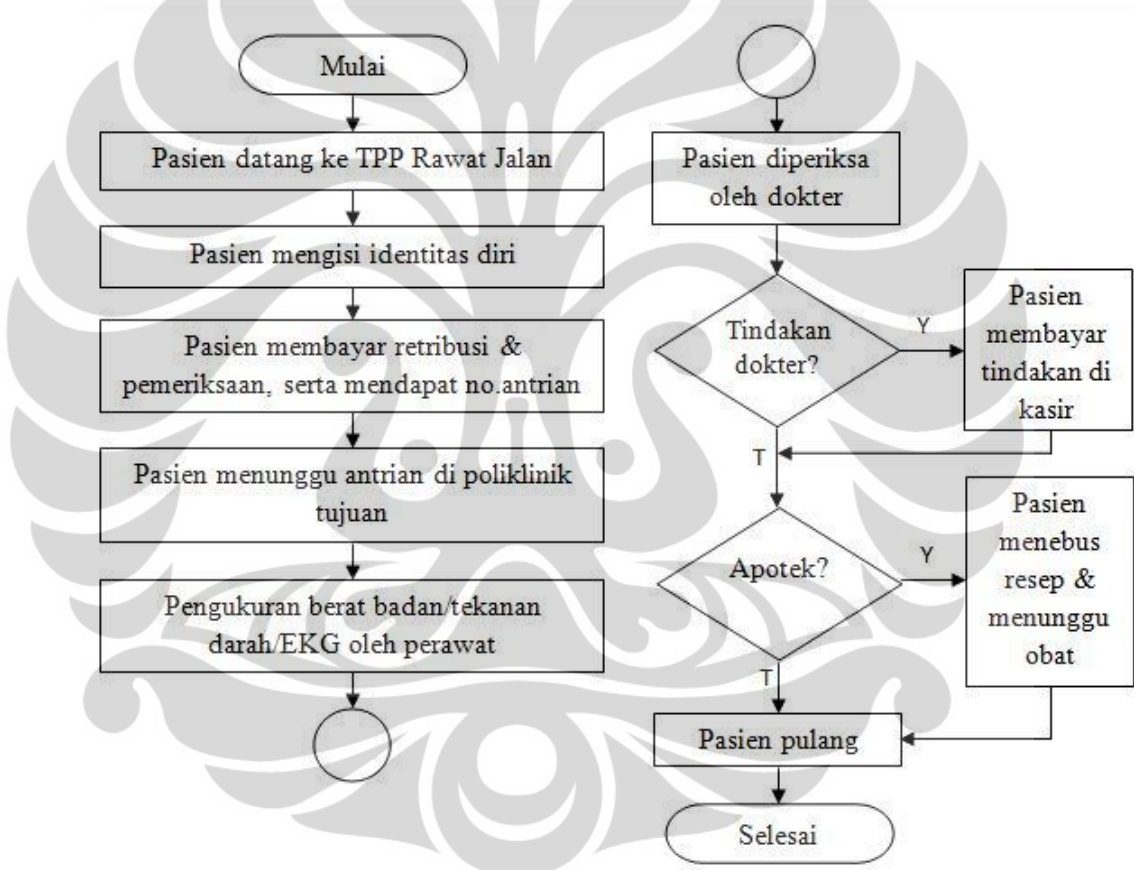 Mulai
Pasien datang ke TPP Rawat Jalan
Pasien mengisi identitas diri
Pasien membayar retribusi &
pemeriksaan, serta mendapat no.antrian
Pasien menunggu antrian di poliklinik
tujuan
Pengukuran berat badan/tekanan
darah/EKG oleh perawat
Pasien diperiksa
oleh dokter
Tindakan
dokter?
Y
Pasien
membayar
tindakan di
kasir
T
Apotek?
Y
Pasien
menebus
resep &
menunggu
obat
T
Pasien pulang
Selesai